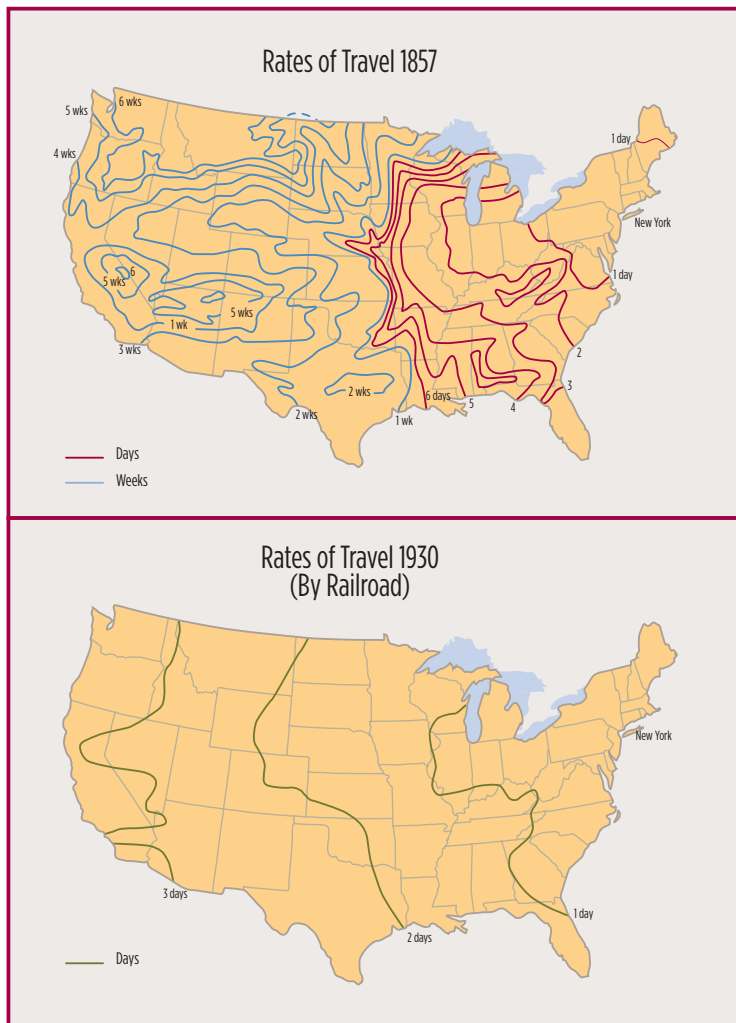 Rates of Travel 1857
6 wks
5 wks
4 wks
1 day
New York
6
5 wks
1 day
5 wks
1 wk
3 wks
2
3
2 wks
6 days
5
4
2 wks
1 wk
Days
Weeks
Rates of Travel 1930
(By Railroad)
New York
3 days
1 day
2 days
Days